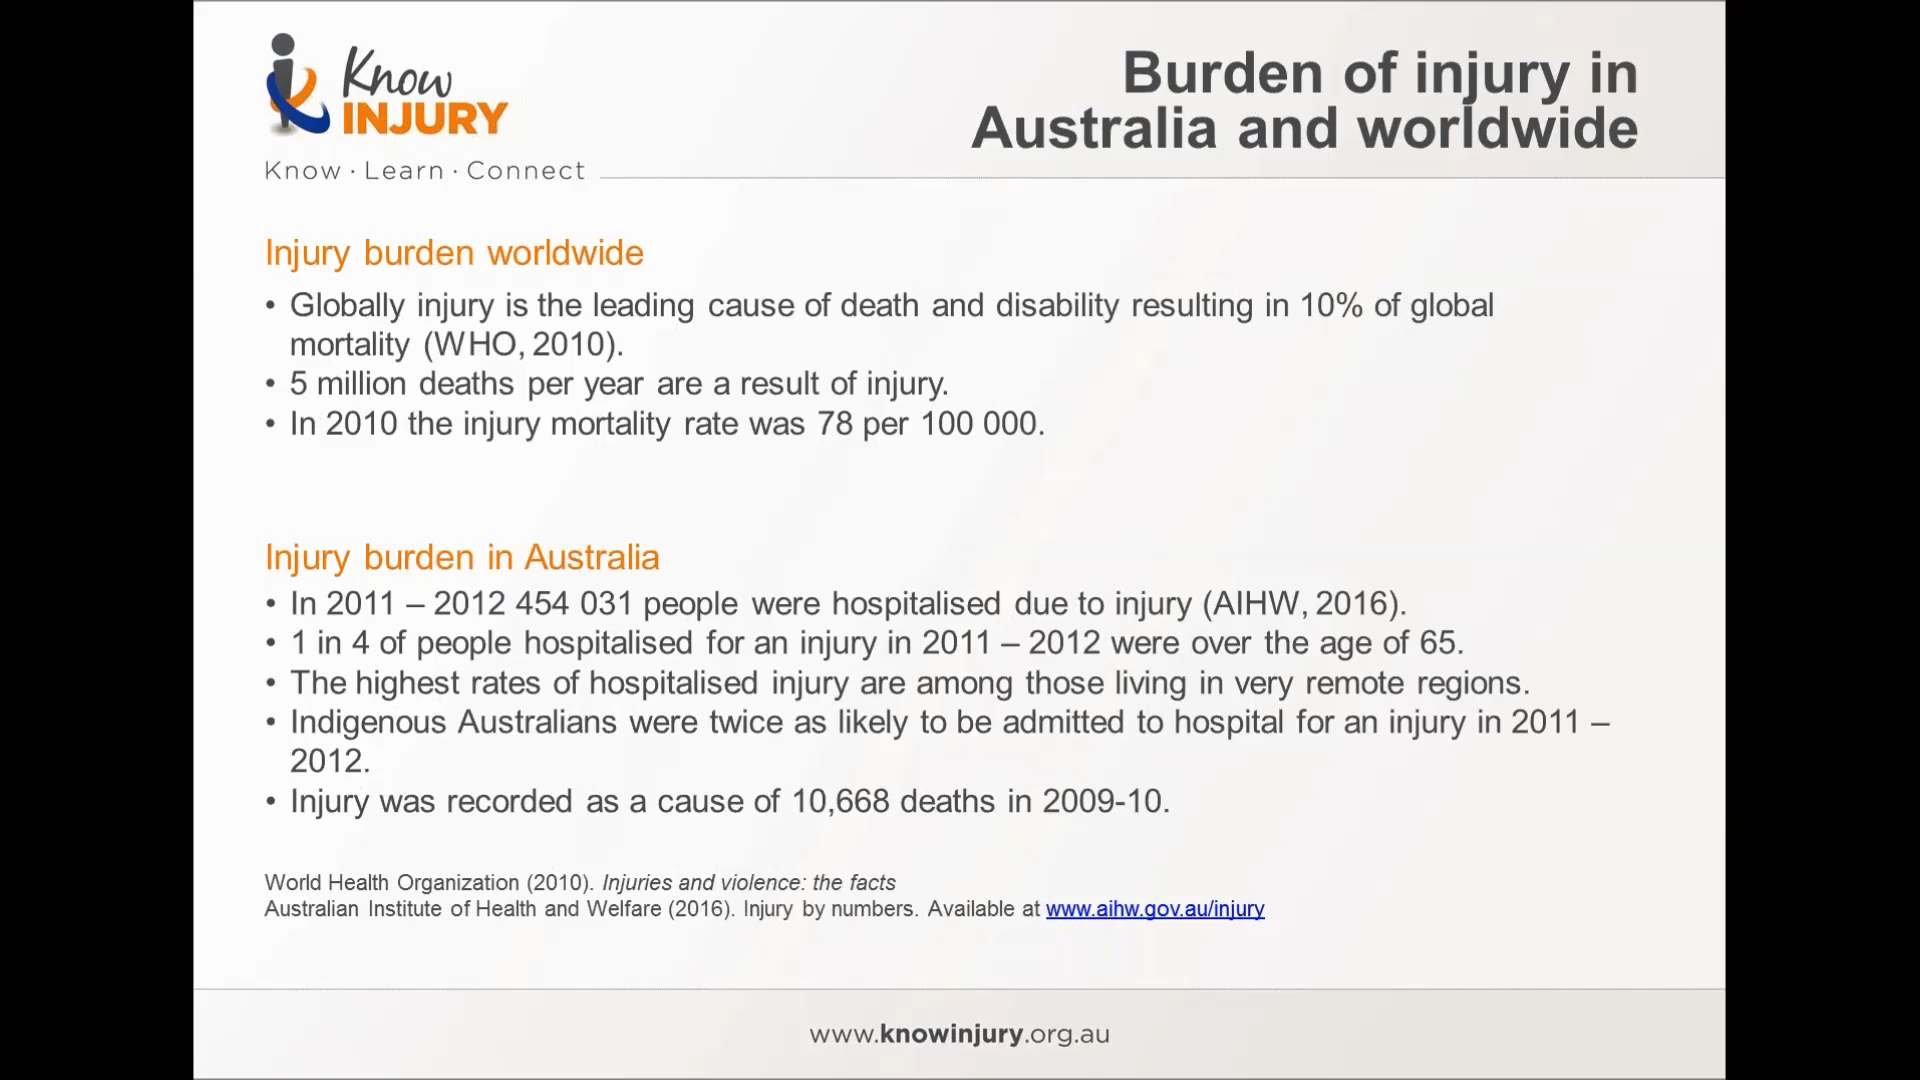 Know
INJURY
Know · Learn · Connect
Burden of injury in
Australia and worldwide
Injury burden worldwide
• Globally injury is the leading cause of death and disability resulting in 10% of global
mortality (WHO, 2010).
• 5 million deaths per year are a result of injury.
• In 2010 the injury mortality rate was 78 per 100 000.
Injury burden in Australia
• In 2011 – 2012 454 031 people were hospitalised due to injury (AIHW, 2016).
• 1 in 4 of people hospitalised for an injury in 2011 – 2012 were over the age of 65.
• The highest rates of hospitalised injury are among those living in very remote regions.
• Indigenous Australians were twice as likely to be admitted to hospital for an injury in 2011 –
2012.
• Injury was recorded as a cause of 10,668 deaths in 2009-10.
World Health Organization (2010). Injuries and violence: the facts
Australian Institute of Health and Welfare (2016). Injury by numbers. Available at www.aihw.gov.au/injury
www.knowinjury.org.au